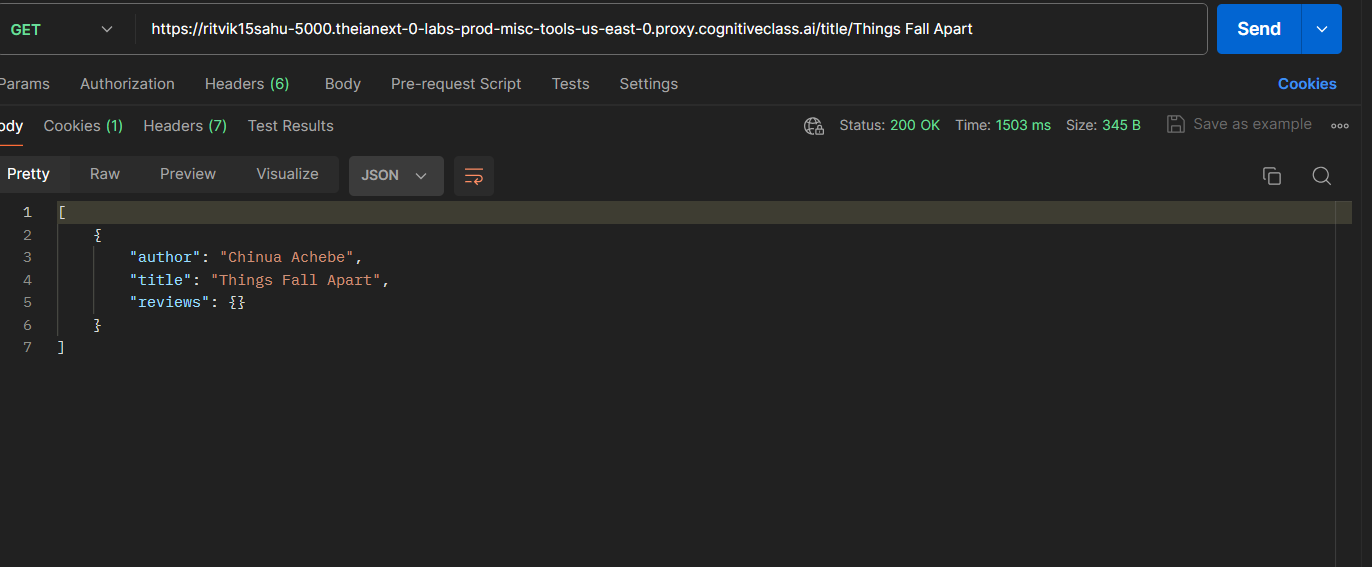 GET https://ritvik15sahu-5000.theianext-0-labs-prod-misc-tools-us-east-0.proxy.cognitiveclass.ai/title/Things Fall Apart Send
Params Authorization Headers (6) Body Pre-request Script Tests Settings Cookies
ody Cookies (1) Headers (7) Test Results Status: 200 OK Time: 1503 ms Size: 345 B Save as example
Pretty Raw Preview Visualize JSON
1 [
2 {
3 "author": "Chinua Achebe",
4 "title": "Things Fall Apart",
5 "reviews": {}
6 }
7 ]